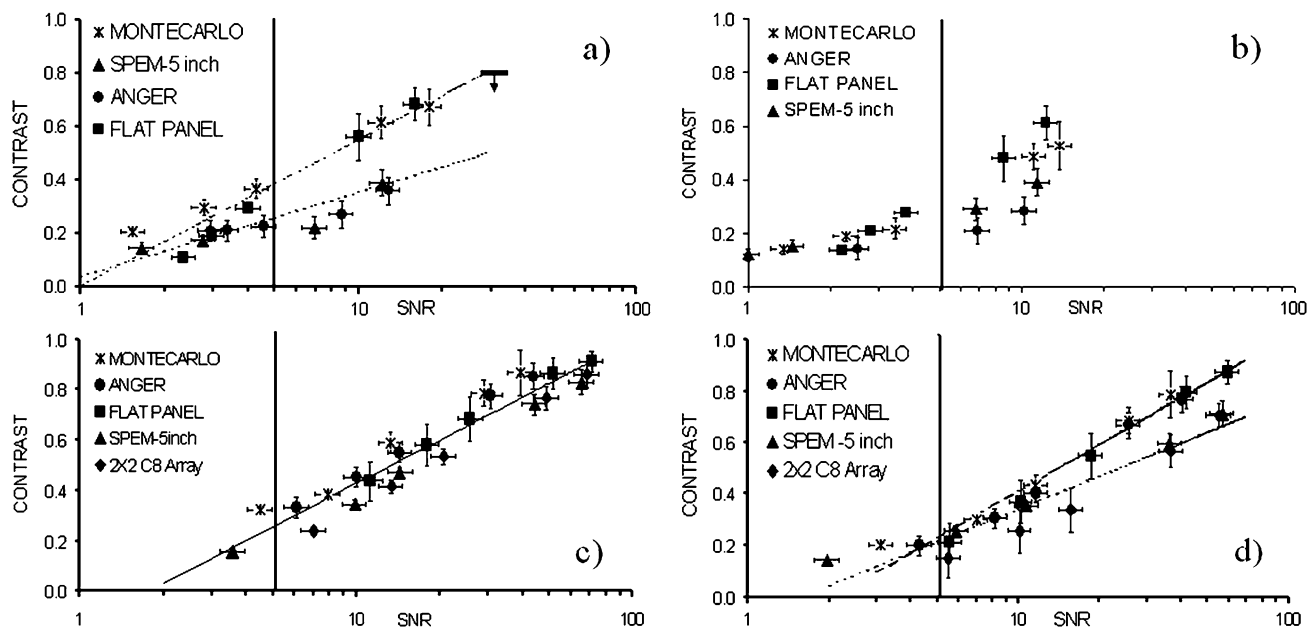 1.0
0.8
0.6
0.4
0.2
0.0
CONTRAST
MONTECARLO
SPEM-5 inch
ANGER
FLAT PANEL
a)
1
10
100
SNR
1.0
0.8
0.6
0.4
0.2
0.0
CONTRAST
MONTECARLO
ANGER
FLAT PANEL
SPEM-5 inch
b)
1
10
100
SNR
1.0
0.8
0.6
0.4
0.2
0.0
CONTRAST
MONTECARLO
ANGER
FLAT PANEL
SPEM-5inch
2x2 C8 Array
c)
1
10
100
SNR
1.0
0.8
0.6
0.4
0.2
0.0
CONTRAST
MONTECARLO
ANGER
FLAT PANEL
SPEM -5 inch
2x2 C8 Array
d)
1
10
100
SNR